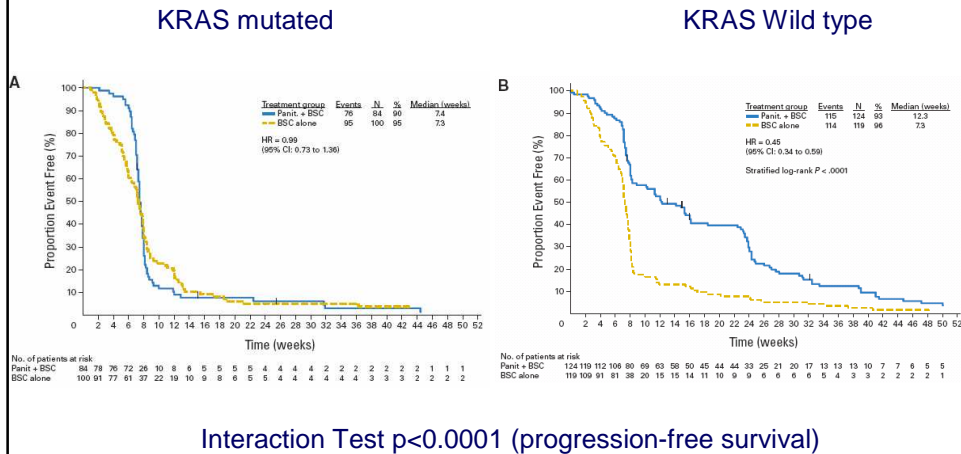 KRAS mutated
KRAS Wild type
A
Proportion Event Free (%)
100
90
80
70
60
50
40
30
20
10
Treatment group Events N % Median (weeks)
Panit. + BSC 76 84 90 7.4
BSC alone 95 100 95 7.3
HR = 0.99
(95% CI: 0.73 to 1.36)
0 2 4 6 8 10 12 14 16 18 20 22 24 26 28 30 32 34 36 38 40 42 44 46 48 50 52
Time (weeks)
No. of patients at risk
Panit + BSC 84 78 76 72 26 10 8 6 5 5 5 5 4 4 4 4 2 2 2 2 2 2 2 1 1 1
BSC alone 100 91 77 61 37 22 19 10 9 8 6 5 5 4 4 4 4 4 4 3 3 3 2 2 2 2
B
Proportion Event Free (%)
100
90
80
70
60
50
40
30
20
10
Treatment group Events N % Median (weeks)
Panit. + BSC 115 124 93 12.3
BSC alone 114 119 96 7.3
HR = 0.45
(95% CI: 0.34 to 0.59)
Stratified log-rank P < .0001
0 2 4 6 8 10 12 14 16 18 20 22 24 26 28 30 32 34 36 38 40 42 44 46 48 50 52
Time (weeks)
No. of patients at risk
Panit + BSC 124 119 112 106 80 69 63 58 50 45 44 44 33 25 21 20 17 13 13 13 10 7 7 6 5 5
BSC alone 119 109 91 81 38 20 15 15 14 11 10 9 9 6 6 6 6 5 4 3 3 2 2 2 2 1
Interaction Test p<0.0001 (progression-free survival)